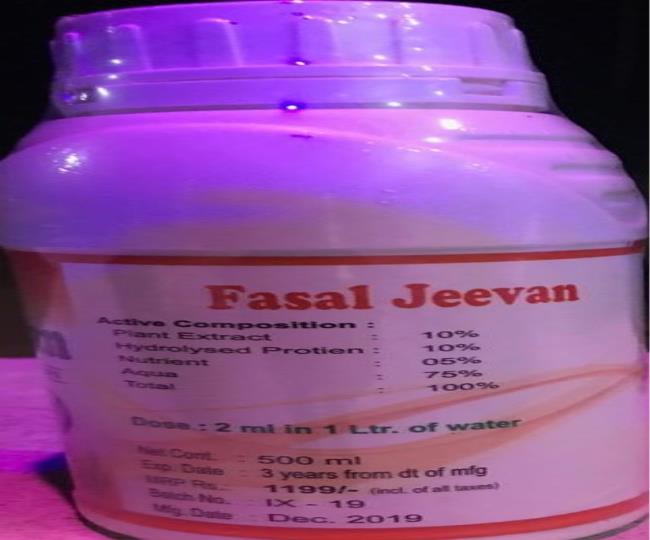 Fasal Jeevan
Active Composition :
Plant Extract : 10%
Hydrolysed Protien : 10%
Nutrient : 05%
Aqua : 75%
Total : 100%
Dose : 2 ml in 1 Ltr. of water
Net Cont. : 500 ml
Exp. Date : 3 years from dt of mfg
MRP Rs. : 1199/- (incl. of all taxes)
Batch No. : IX - 19
Mfg. Date : Dec. 2019